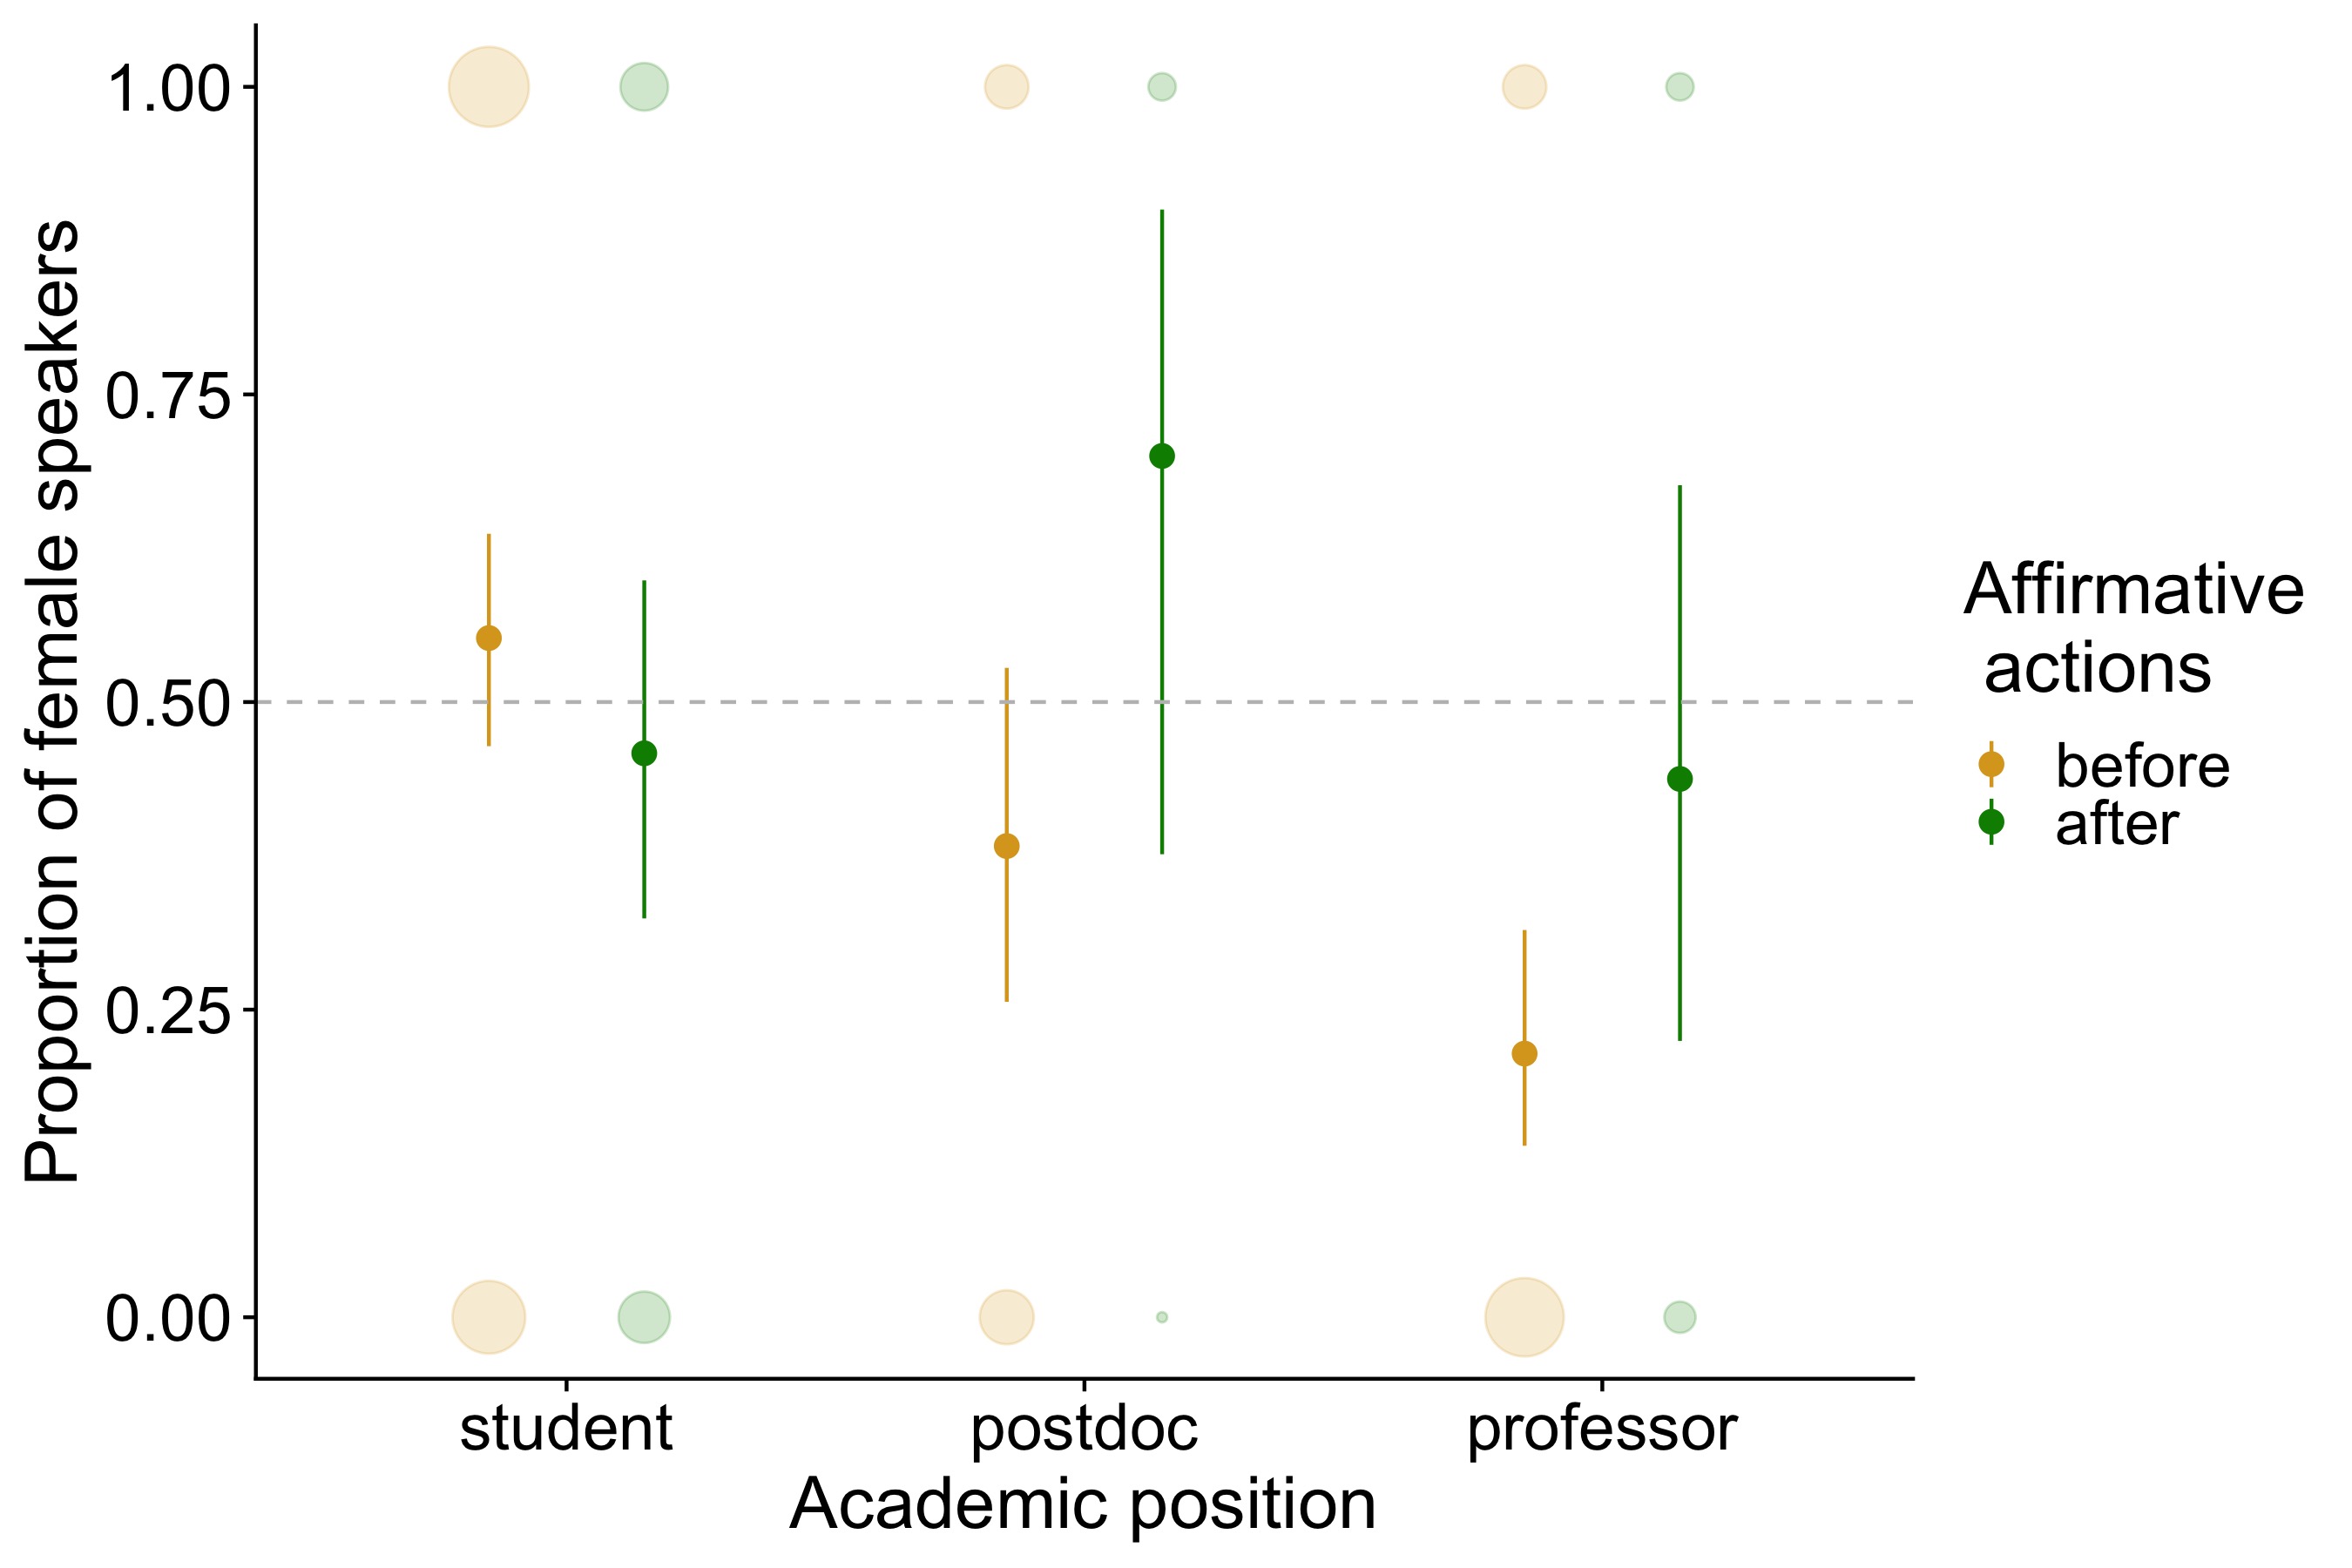 Proportion of female speakers
1.00
0.75
0.50
0.25
0.00
student
postdoc
professor
Academic position
Affirmative
actions
before
after